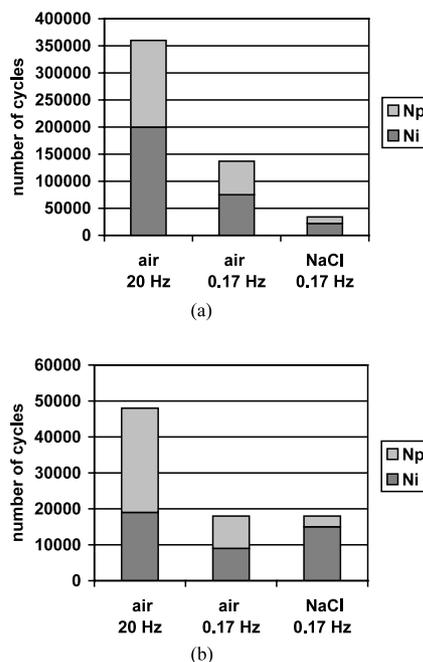 400000
350000
300000
250000
200000
150000
100000
50000
0
number of cycles
Np
Ni
air
20 Hz
air
0.17 Hz
NaCl
0.17 Hz
(a)
60000
50000
40000
30000
20000
10000
0
number of cycles
Np
Ni
air
20 Hz
air
0.17 Hz
NaCl
0.17 Hz
(b)